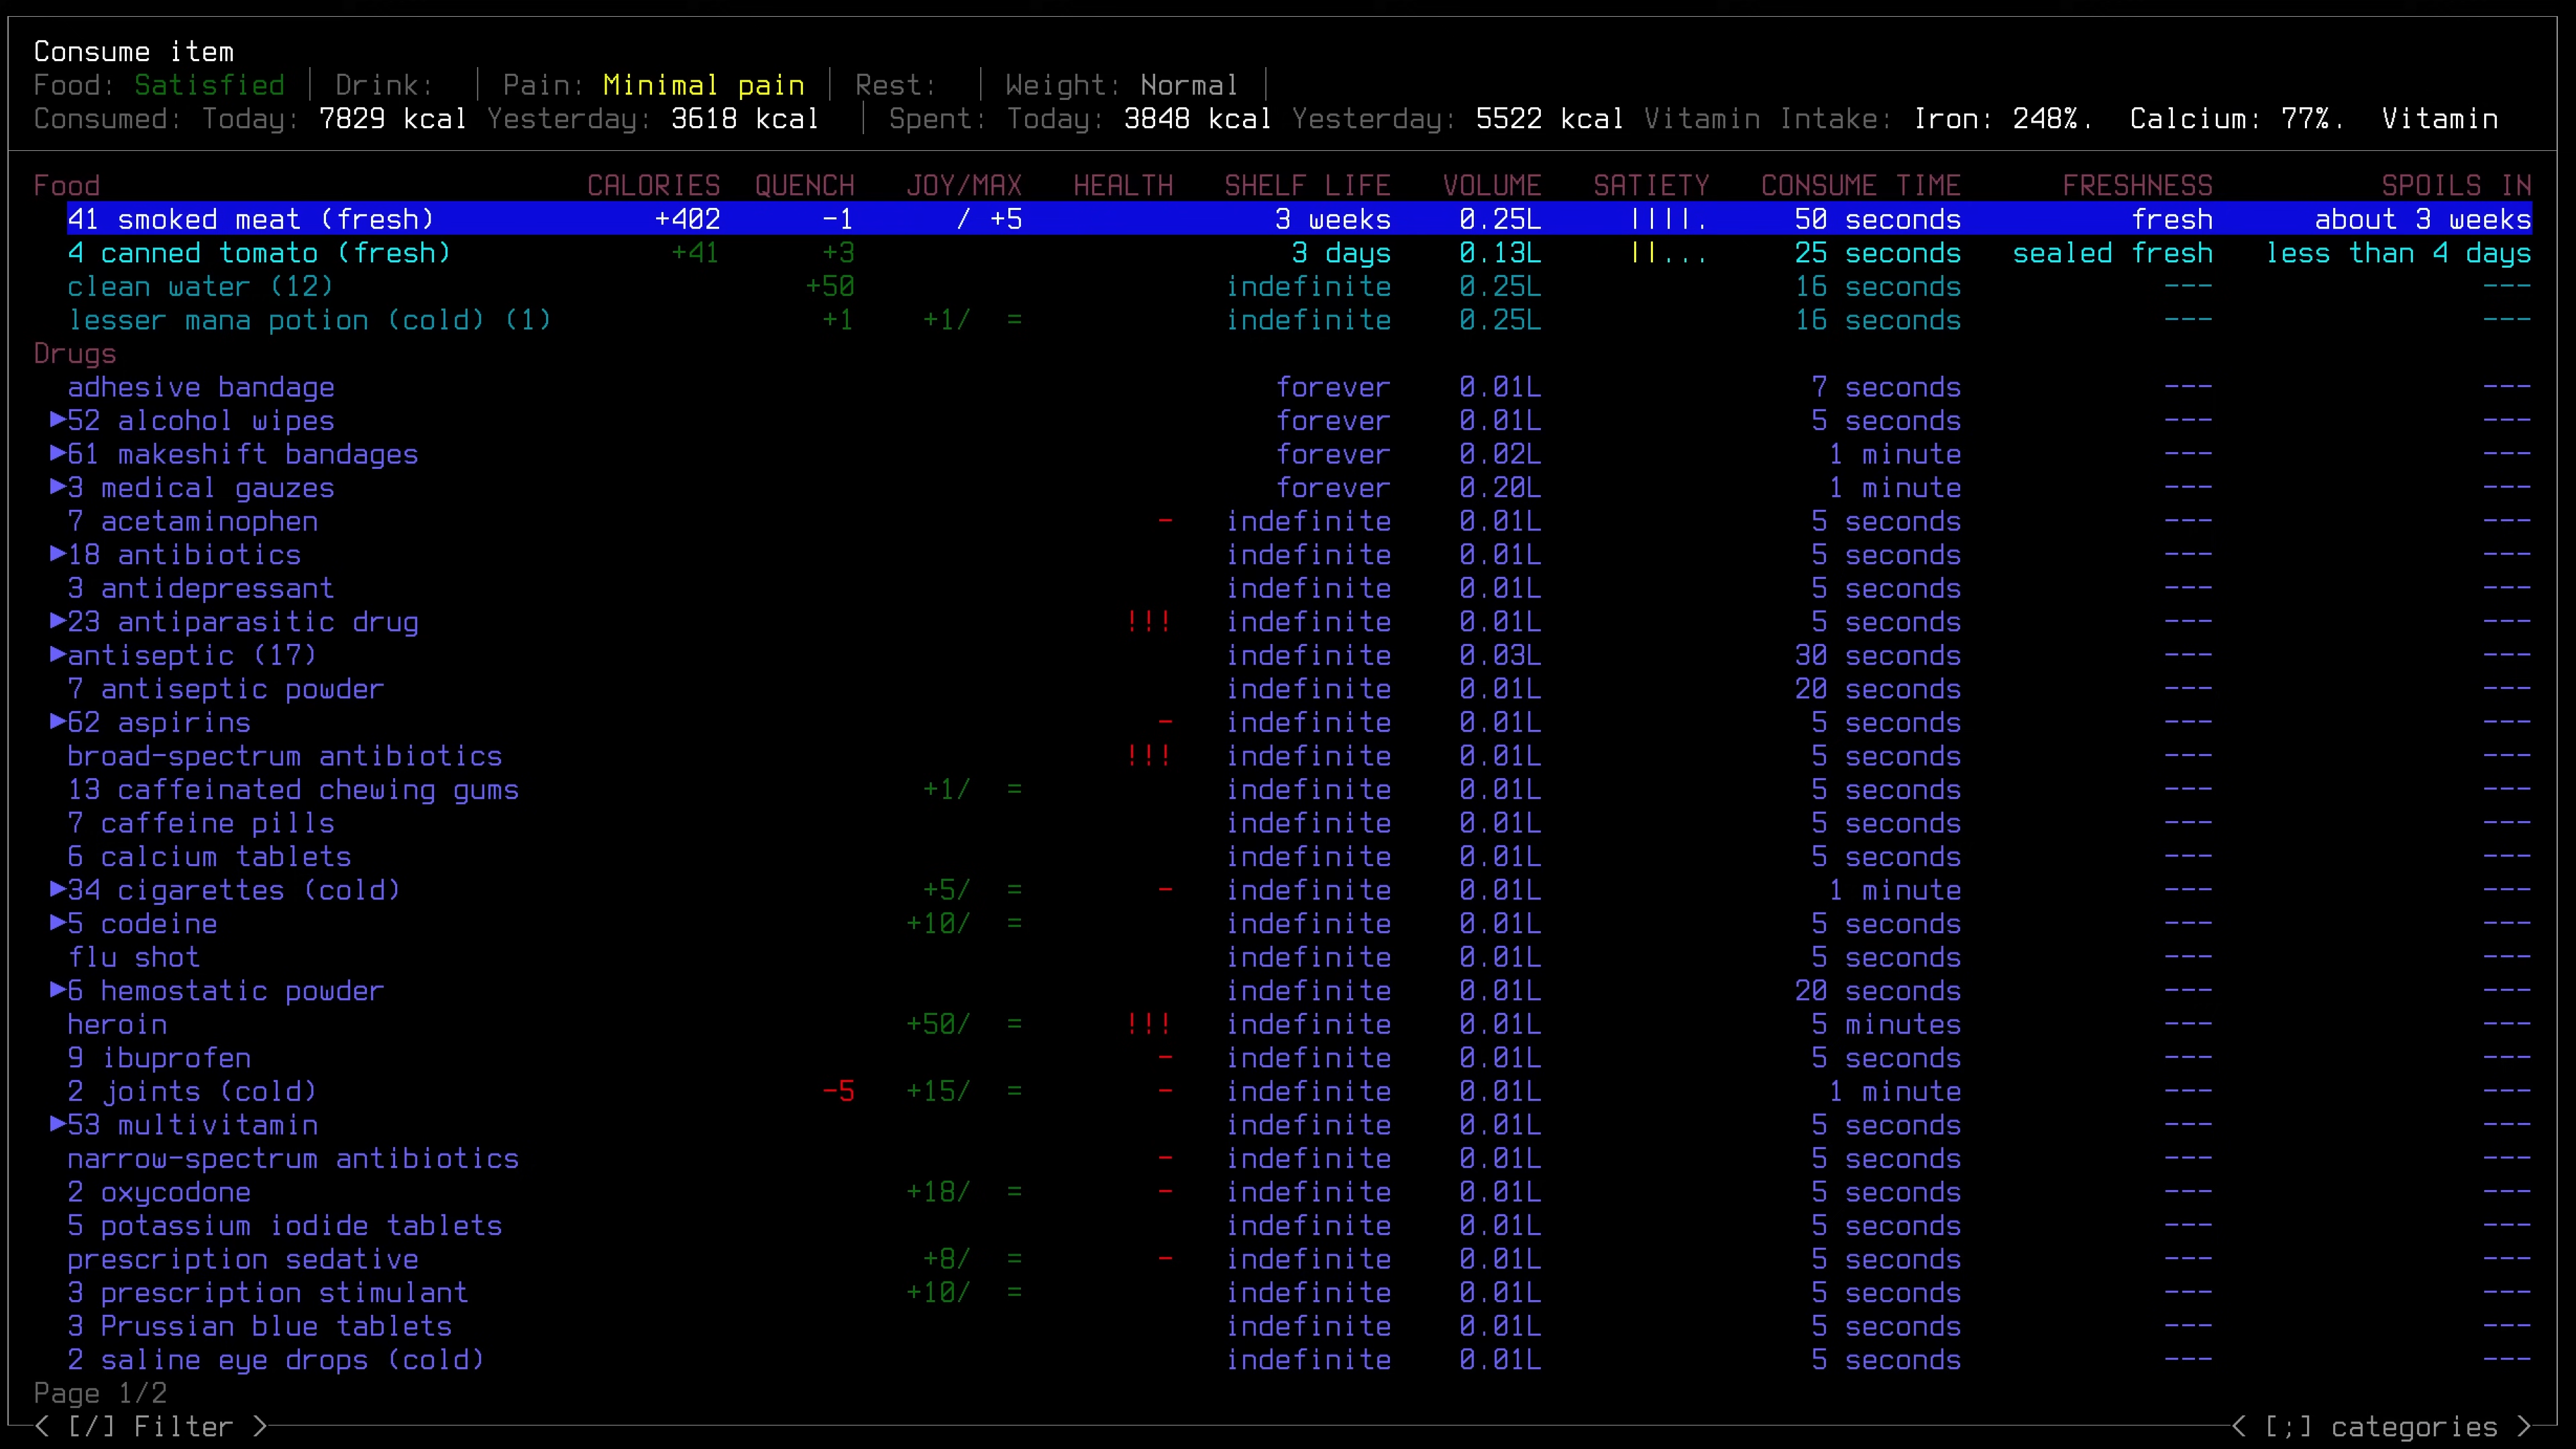 Consume item
Food: Satisfied │ Drink: │ Pain: Minimal pain │ Rest: │ Weight: Normal │
Consumed: Today: 7829 kcal Yesterday: 3618 kcal │ Spent: Today: 3848 kcal Yesterday: 5522 kcal Vitamin Intake: Iron: 248%. Calcium: 77%. Vitamin
Food CALORIES QUENCH JOY/MAX HEALTH SHELF LIFE VOLUME SATIETY CONSUME TIME FRESHNESS SPOILS IN
41 smoked meat (fresh) +402 -1 / +5 3 weeks 0.25L ||||. 50 seconds fresh about 3 weeks
4 canned tomato (fresh) +41 +3 3 days 0.13L ||... 25 seconds sealed fresh less than 4 days
clean water (12) +50 indefinite 0.25L 16 seconds --- ---
lesser mana potion (cold) (1) +1 +1/ = indefinite 0.25L 16 seconds --- ---
Drugs
adhesive bandage forever 0.01L 7 seconds --- ---
►52 alcohol wipes forever 0.01L 5 seconds --- ---
►61 makeshift bandages forever 0.02L 1 minute --- ---
►3 medical gauzes forever 0.20L 1 minute --- ---
7 acetaminophen - indefinite 0.01L 5 seconds --- ---
►18 antibiotics indefinite 0.01L 5 seconds --- ---
3 antidepressant indefinite 0.01L 5 seconds --- ---
►23 antiparasitic drug !!! indefinite 0.01L 5 seconds --- ---
►antiseptic (17) indefinite 0.03L 30 seconds --- ---
7 antiseptic powder indefinite 0.01L 20 seconds --- ---
►62 aspirins - indefinite 0.01L 5 seconds --- ---
broad-spectrum antibiotics !!! indefinite 0.01L 5 seconds --- ---
13 caffeinated chewing gums +1/ = indefinite 0.01L 5 seconds --- ---
7 caffeine pills indefinite 0.01L 5 seconds --- ---
6 calcium tablets indefinite 0.01L 5 seconds --- ---
►34 cigarettes (cold) +5/ = - indefinite 0.01L 1 minute --- ---
►5 codeine +10/ = indefinite 0.01L 5 seconds --- ---
flu shot indefinite 0.01L 5 seconds --- ---
►6 hemostatic powder indefinite 0.01L 20 seconds --- ---
heroin +50/ = !!! indefinite 0.01L 5 minutes --- ---
9 ibuprofen - indefinite 0.01L 5 seconds --- ---
2 joints (cold) -5 +15/ = - indefinite 0.01L 1 minute --- ---
►53 multivitamin indefinite 0.01L 5 seconds --- ---
narrow-spectrum antibiotics - indefinite 0.01L 5 seconds --- ---
2 oxycodone +18/ = - indefinite 0.01L 5 seconds --- ---
5 potassium iodide tablets indefinite 0.01L 5 seconds --- ---
prescription sedative +8/ = - indefinite 0.01L 5 seconds --- ---
3 prescription stimulant +10/ = indefinite 0.01L 5 seconds --- ---
3 Prussian blue tablets indefinite 0.01L 5 seconds --- ---
2 saline eye drops (cold) indefinite 0.01L 5 seconds --- ---
Page 1/2
< [/] Filter > < [;] categories >